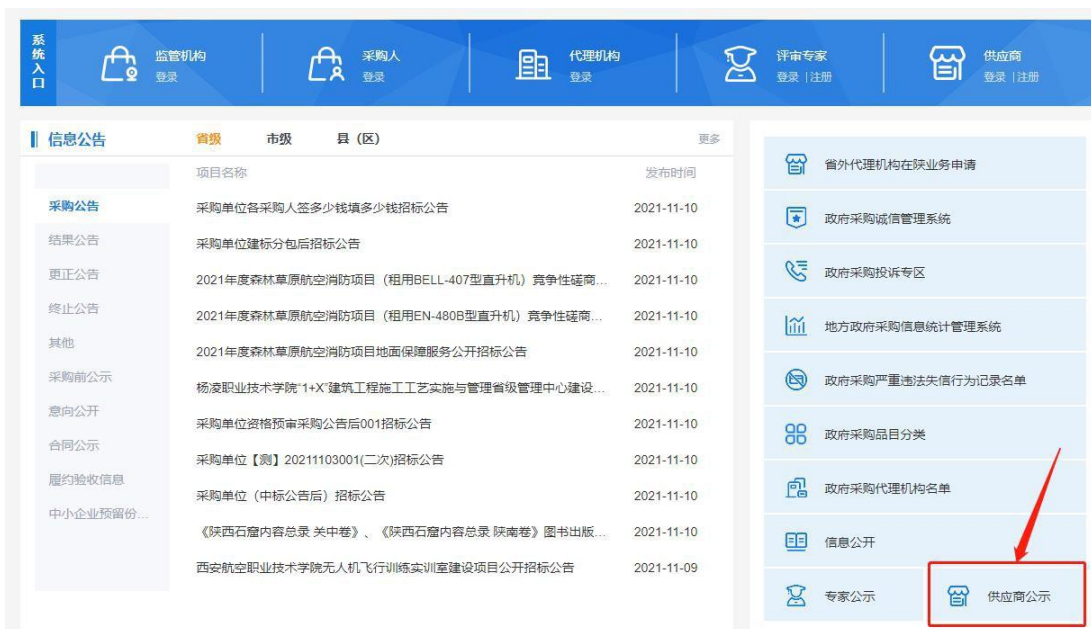 系统入口
监管机构
登录
采购人
登录
代理机构
登录
评审专家
登录 | 注册
供应商
登录 | 注册
信息公告
省级 市级 县（区） 更多
项目名称 发布时间
采购公告
结果公告
更正公告
终止公告
其他
采购前公示
意向公开
合同公示
履约验收信息
中小企业预留份...
采购单位各采购人签多少钱填多少钱招标公告 2021-11-10
采购单位建标分包后招标公告 2021-11-10
2021年度森林草原航空消防项目（租用BELL-407型直升机）竞争性磋商... 2021-11-10
2021年度森林草原航空消防项目（租用EN-480B型直升机）竞争性磋商... 2021-11-10
2021年度森林草原航空消防项目地面保障服务公开招标公告 2021-11-10
杨凌职业技术学院“1+X”建筑工程施工工艺实施与管理省级管理中心建设... 2021-11-10
采购单位资格预审采购公告后001招标公告 2021-11-10
采购单位【测】20211103001(二次)招标公告 2021-11-10
采购单位（中标公告后）招标公告 2021-11-10
《陕西石窟内容总录 关中卷》、《陕西石窟内容总录 陕南卷》图书出版... 2021-11-10
西安航空职业技术学院无人机飞行训练实训室建设项目公开招标公告 2021-11-09
省外代理机构在陕业务申请
政府采购诚信管理系统
政府采购投诉专区
地方政府采购信息统计管理系统
政府采购严重违法失信行为记录名单
政府采购品目分类
政府采购代理机构名单
信息公开
专家公示
供应商公示